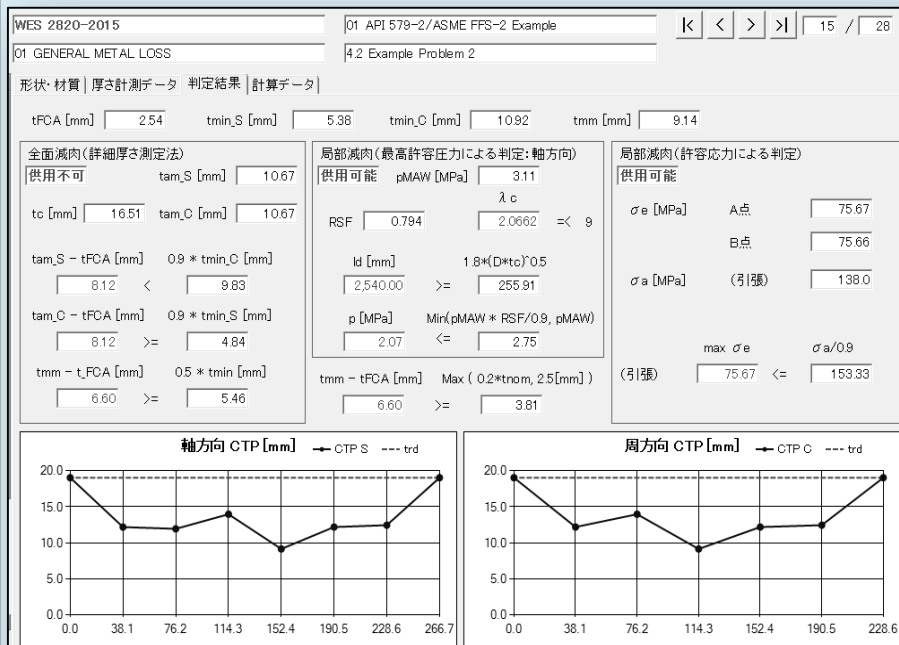 WES 2820-2015
01 API 579-2/ASME FFS-2 Example
15 / 28
01 GENERAL METAL LOSS
4.2 Example Problem 2
形状・材質 厚さ計測データ 判定結果 計算データ
tFCA [mm] 2.54 tmin_S [mm] 5.38 tmin_C [mm] 10.92 tmm [mm] 9.14
全面減肉(詳細厚さ測定法)
供用不可 tam_S [mm] 10.67
tc [mm] 16.51 tam_C [mm] 10.67
tam_S - tFCA [mm] 0.9 * tmin_C [mm]
8.12 < 9.83
tam_C - tFCA [mm] 0.9 * tmin_S [mm]
8.12 >= 4.84
tmm - t_FCA [mm] 0.5 * tmin [mm]
6.60 >= 5.46
局部減肉(最高許容圧力による判定:軸方向)
供用可能 pMAW [MPa] 3.11
λc
RSF 0.794 2.0662 =< 9
ld [mm] 1.8*(D*tc)^0.5
2,540.00 >= 255.91
p [MPa] Min(pMAW * RSF/0.9, pMAW)
2.07 <= 2.75
tmm - tFCA [mm] Max ( 0.2*tnom, 2.5[mm] )
6.60 >= 3.81
局部減肉(許容応力による判定)
供用可能
σe [MPa] A点 75.67
B点 75.66
σa [MPa] (引張) 138.0
max σe σa/0.9
(引張) 75.67 <= 153.33
軸方向 CTP [mm] CTP S trd
20.0
15.0
10.0
5.0
0.0
0.0 38.1 76.2 114.3 152.4 190.5 228.6 266.7
周方向 CTP [mm] CTP C trd
20.0
15.0
10.0
5.0
0.0
0.0 38.1 76.2 114.3 152.4 190.5 228.6